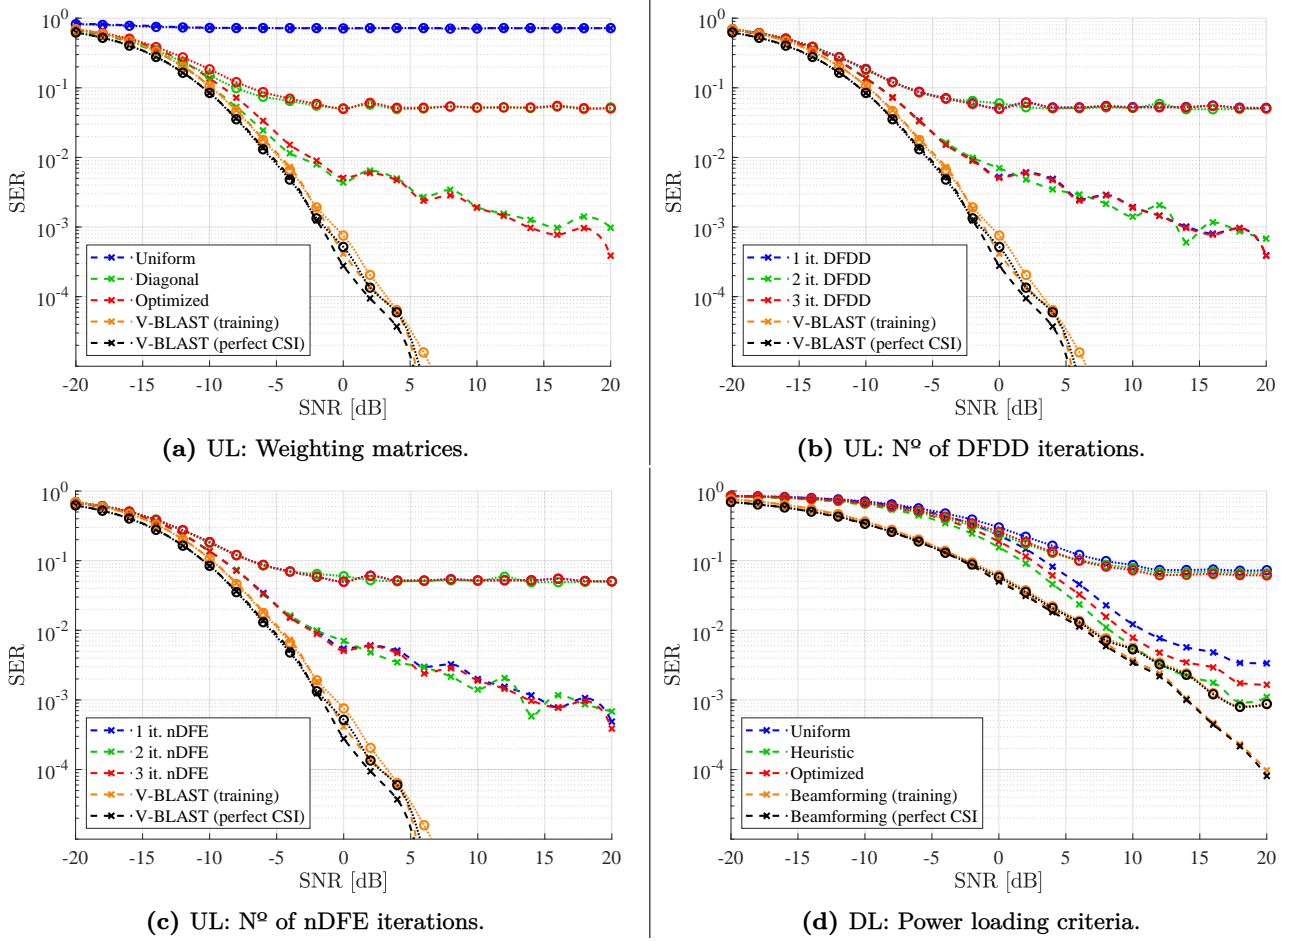 10^0
10^-1
10^-2
10^-3
10^-4
SER
Uniform
Diagonal
Optimized
V-BLAST (training)
V-BLAST (perfect CSI)
-20 -15 -10 -5 0 5 10 15 20
SNR [dB]
(a) UL: Weighting matrices.
10^0
10^-1
10^-2
10^-3
10^-4
SER
1 it. DFDD
2 it. DFDD
3 it. DFDD
V-BLAST (training)
V-BLAST (perfect CSI)
-20 -15 -10 -5 0 5 10 15 20
SNR [dB]
(b) UL: Nº of DFDD iterations.
10^0
10^-1
10^-2
10^-3
10^-4
SER
1 it. nDFE
2 it. nDFE
3 it. nDFE
V-BLAST (training)
V-BLAST (perfect CSI)
-20 -15 -10 -5 0 5 10 15 20
SNR [dB]
(c) UL: Nº of nDFE iterations.
10^0
10^-1
10^-2
10^-3
10^-4
SER
Uniform
Heuristic
Optimized
Beamforming (training)
Beamforming (perfect CSI
-20 -15 -10 -5 0 5 10 15 20
SNR [dB]
(d) DL: Power loading criteria.